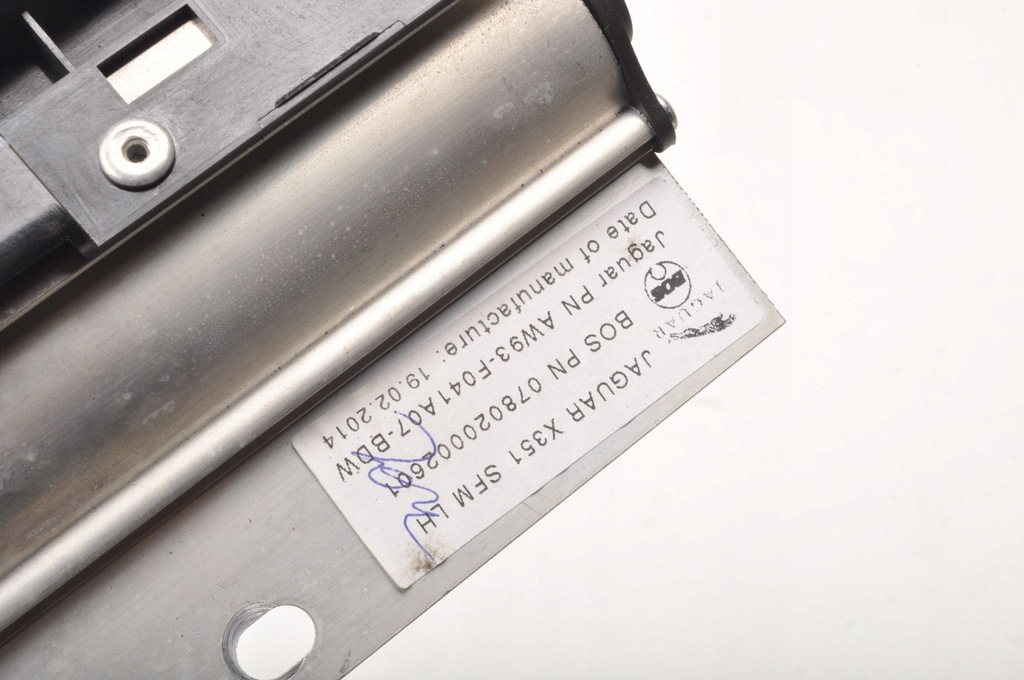 JAGUAR
BOS
JAGUAR X351 SFM LH
BOS PN 078020002601
Jaguar PN AW93-F041A07-BDW
Date of manufacture: 19.02.2014